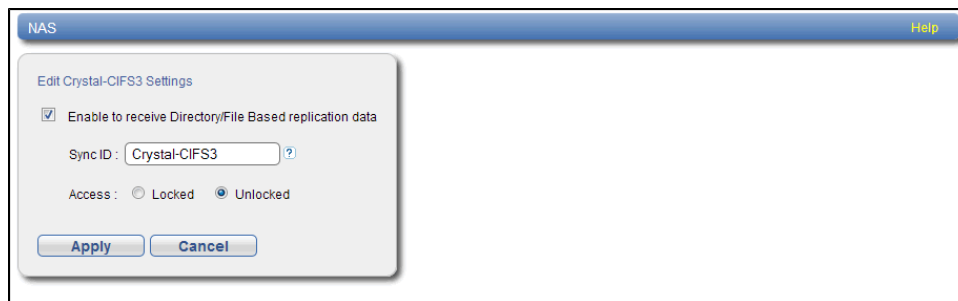 NAS Help
Edit Crystal-CIFS3 Settings
Enable to receive Directory/File Based replication data
Sync ID : Crystal-CIFS3 ?
Access : Locked Unlocked
Apply Cancel